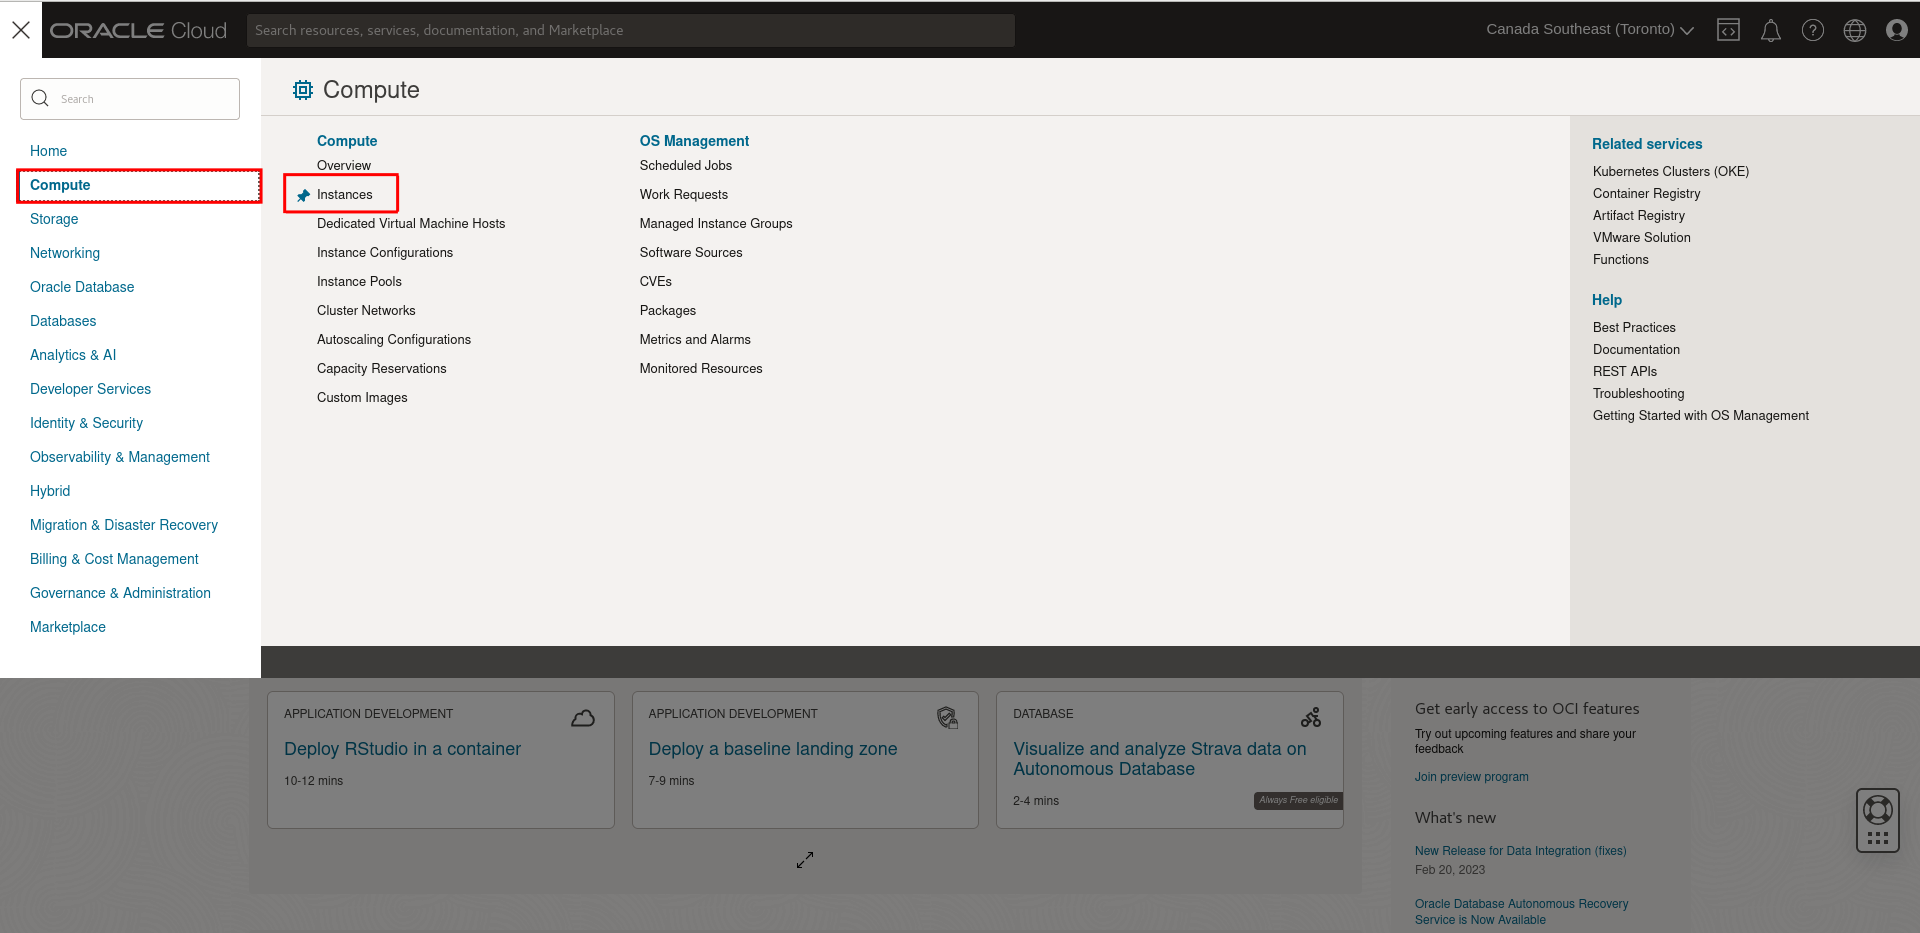 ORACLE Cloud
Search resources, services, documentation, and Marketplace
Canada Southeast (Toronto)
Search
Home
Compute
Storage
Networking
Oracle Database
Databases
Analytics & AI
Developer Services
Identity & Security
Observability & Management
Hybrid
Migration & Disaster Recovery
Billing & Cost Management
Governance & Administration
Marketplace
Compute
Compute
Overview
Instances
Dedicated Virtual Machine Hosts
Instance Configurations
Instance Pools
Cluster Networks
Autoscaling Configurations
Capacity Reservations
Custom Images
OS Management
Scheduled Jobs
Work Requests
Managed Instance Groups
Software Sources
CVEs
Packages
Metrics and Alarms
Monitored Resources
Related services
Kubernetes Clusters (OKE)
Container Registry
Artifact Registry
VMware Solution
Functions
Help
Best Practices
Documentation
REST APIs
Troubleshooting
Getting Started with OS Management
APPLICATION DEVELOPMENT
Deploy RStudio in a container
10-12 mins
APPLICATION DEVELOPMENT
Deploy a baseline landing zone
7-9 mins
DATABASE
Visualize and analyze Strava data on
Autonomous Database
2-4 mins
Always Free eligible
Get early access to OCI features
Try out upcoming features and share your
feedback
Join preview program
What's new
New Release for Data Integration (fixes)
Feb 20, 2023
Oracle Database Autonomous Recovery
Service is Now Available